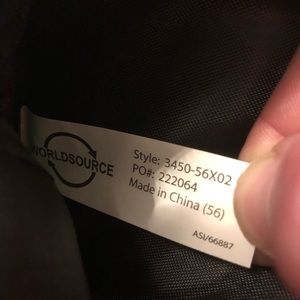 WORLDSOURCE
Style: 3450-56X02
PO#: 222064
Made in China (56)
ASI/66887